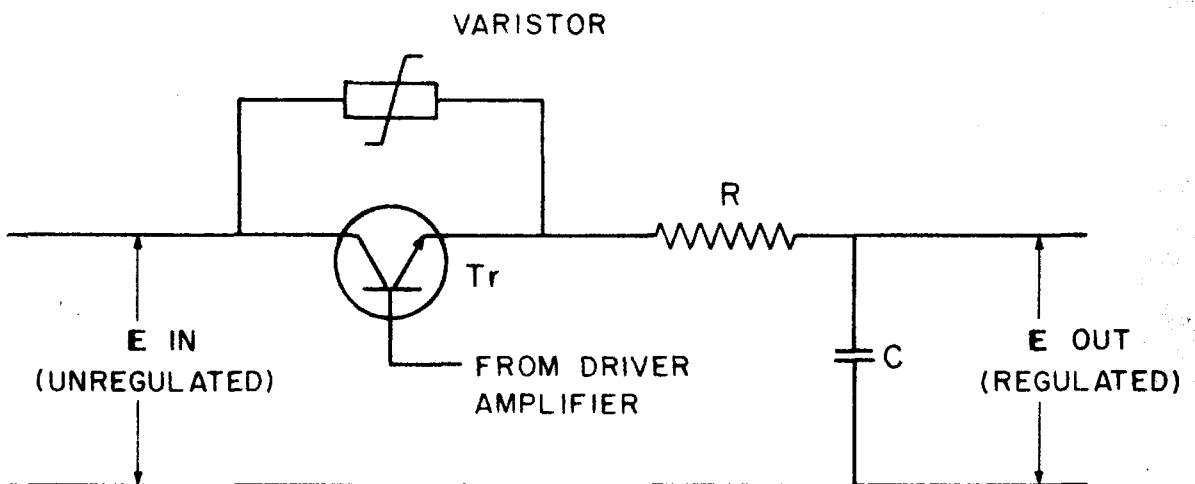 VARISTOR
R
Tr
E IN
(UNREGULATED)
FROM DRIVER
AMPLIFIER
C
E OUT
(REGULATED)